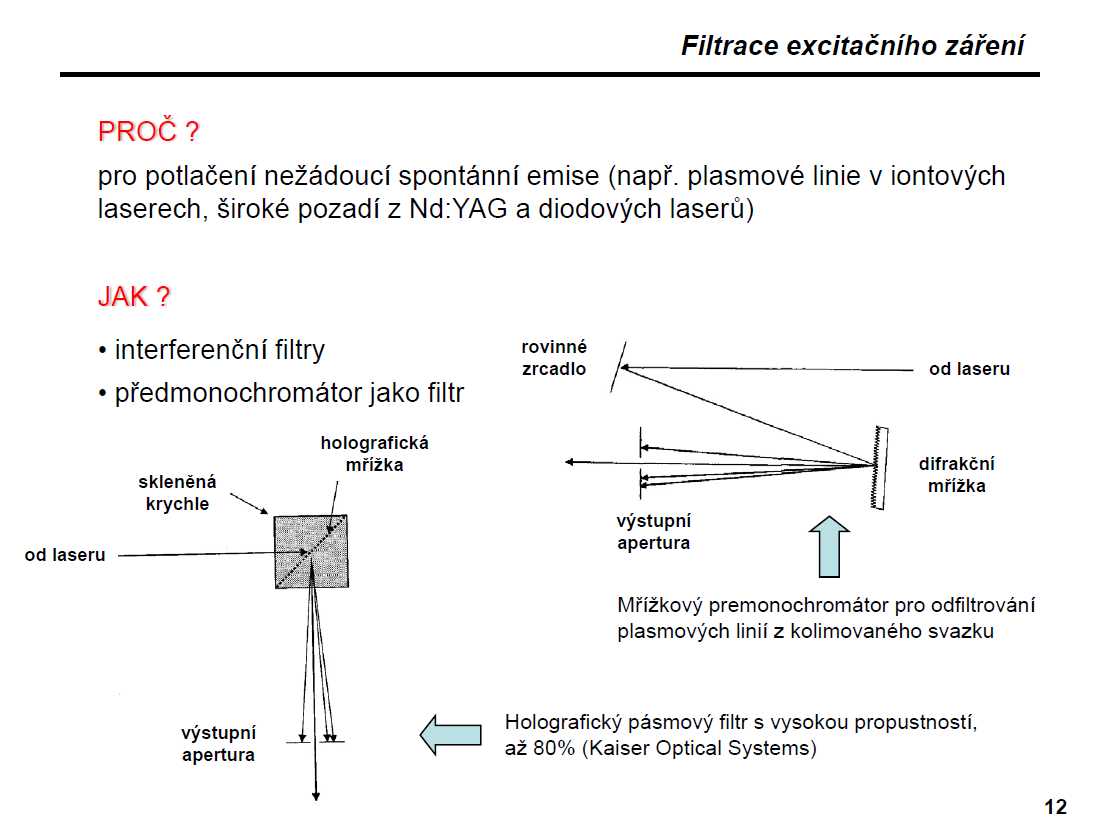 Filtrace excitačního záření
PROČ ?
pro potlačení nežádoucí spontánní emise (např. plasmové linie v iontových
laserech, široké pozadí z Nd:YAG a diodových laserů)
JAK ?
• interferenční filtry
• předmonochromátor jako filtr
rovinné
zrcadlo
od laseru
difrakční
mřížka
výstupní
apertura
Mřížkový premonochromátor pro odfiltrování
plasmových linií z kolimovaného svazku
holografická
mřížka
skleněná
krychle
od laseru
výstupní
apertura
Holografický pásmový filtr s vysokou propustností,
až 80% (Kaiser Optical Systems)
12